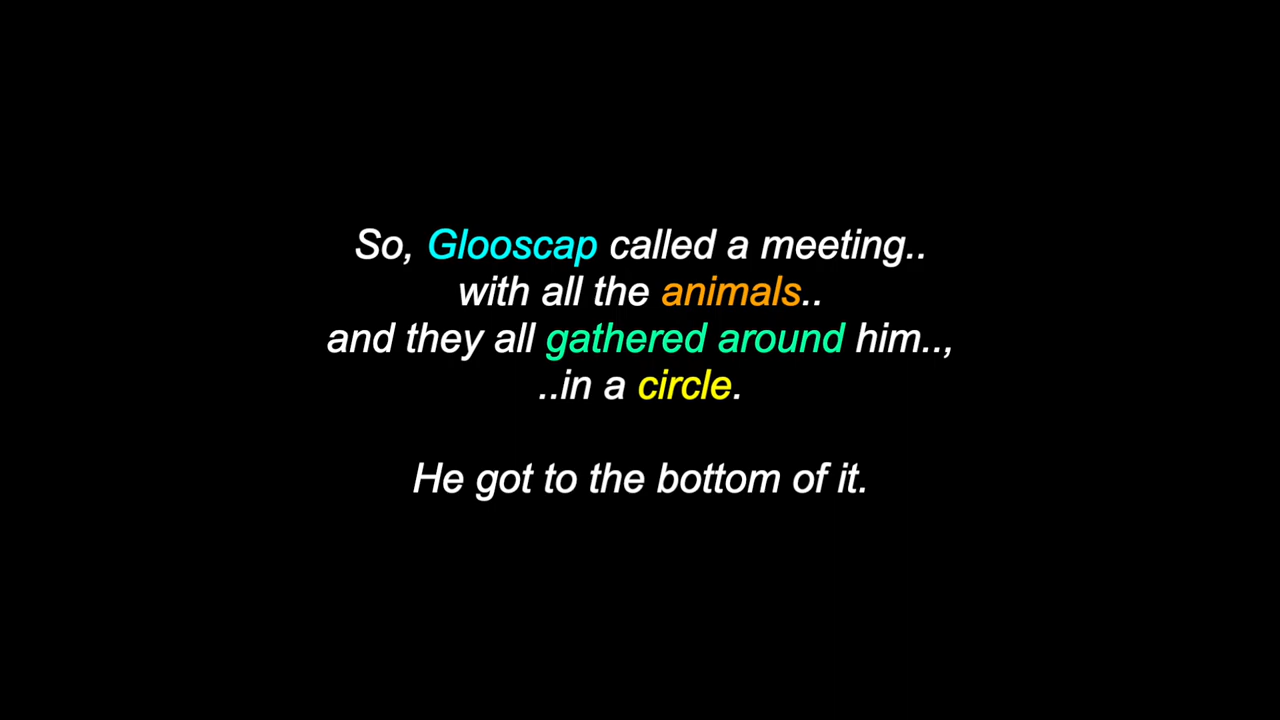 So, Glooscap called a meeting..
with all the animals..
and they all gathered around him..,
..in a circle.
He got to the bottom of it.